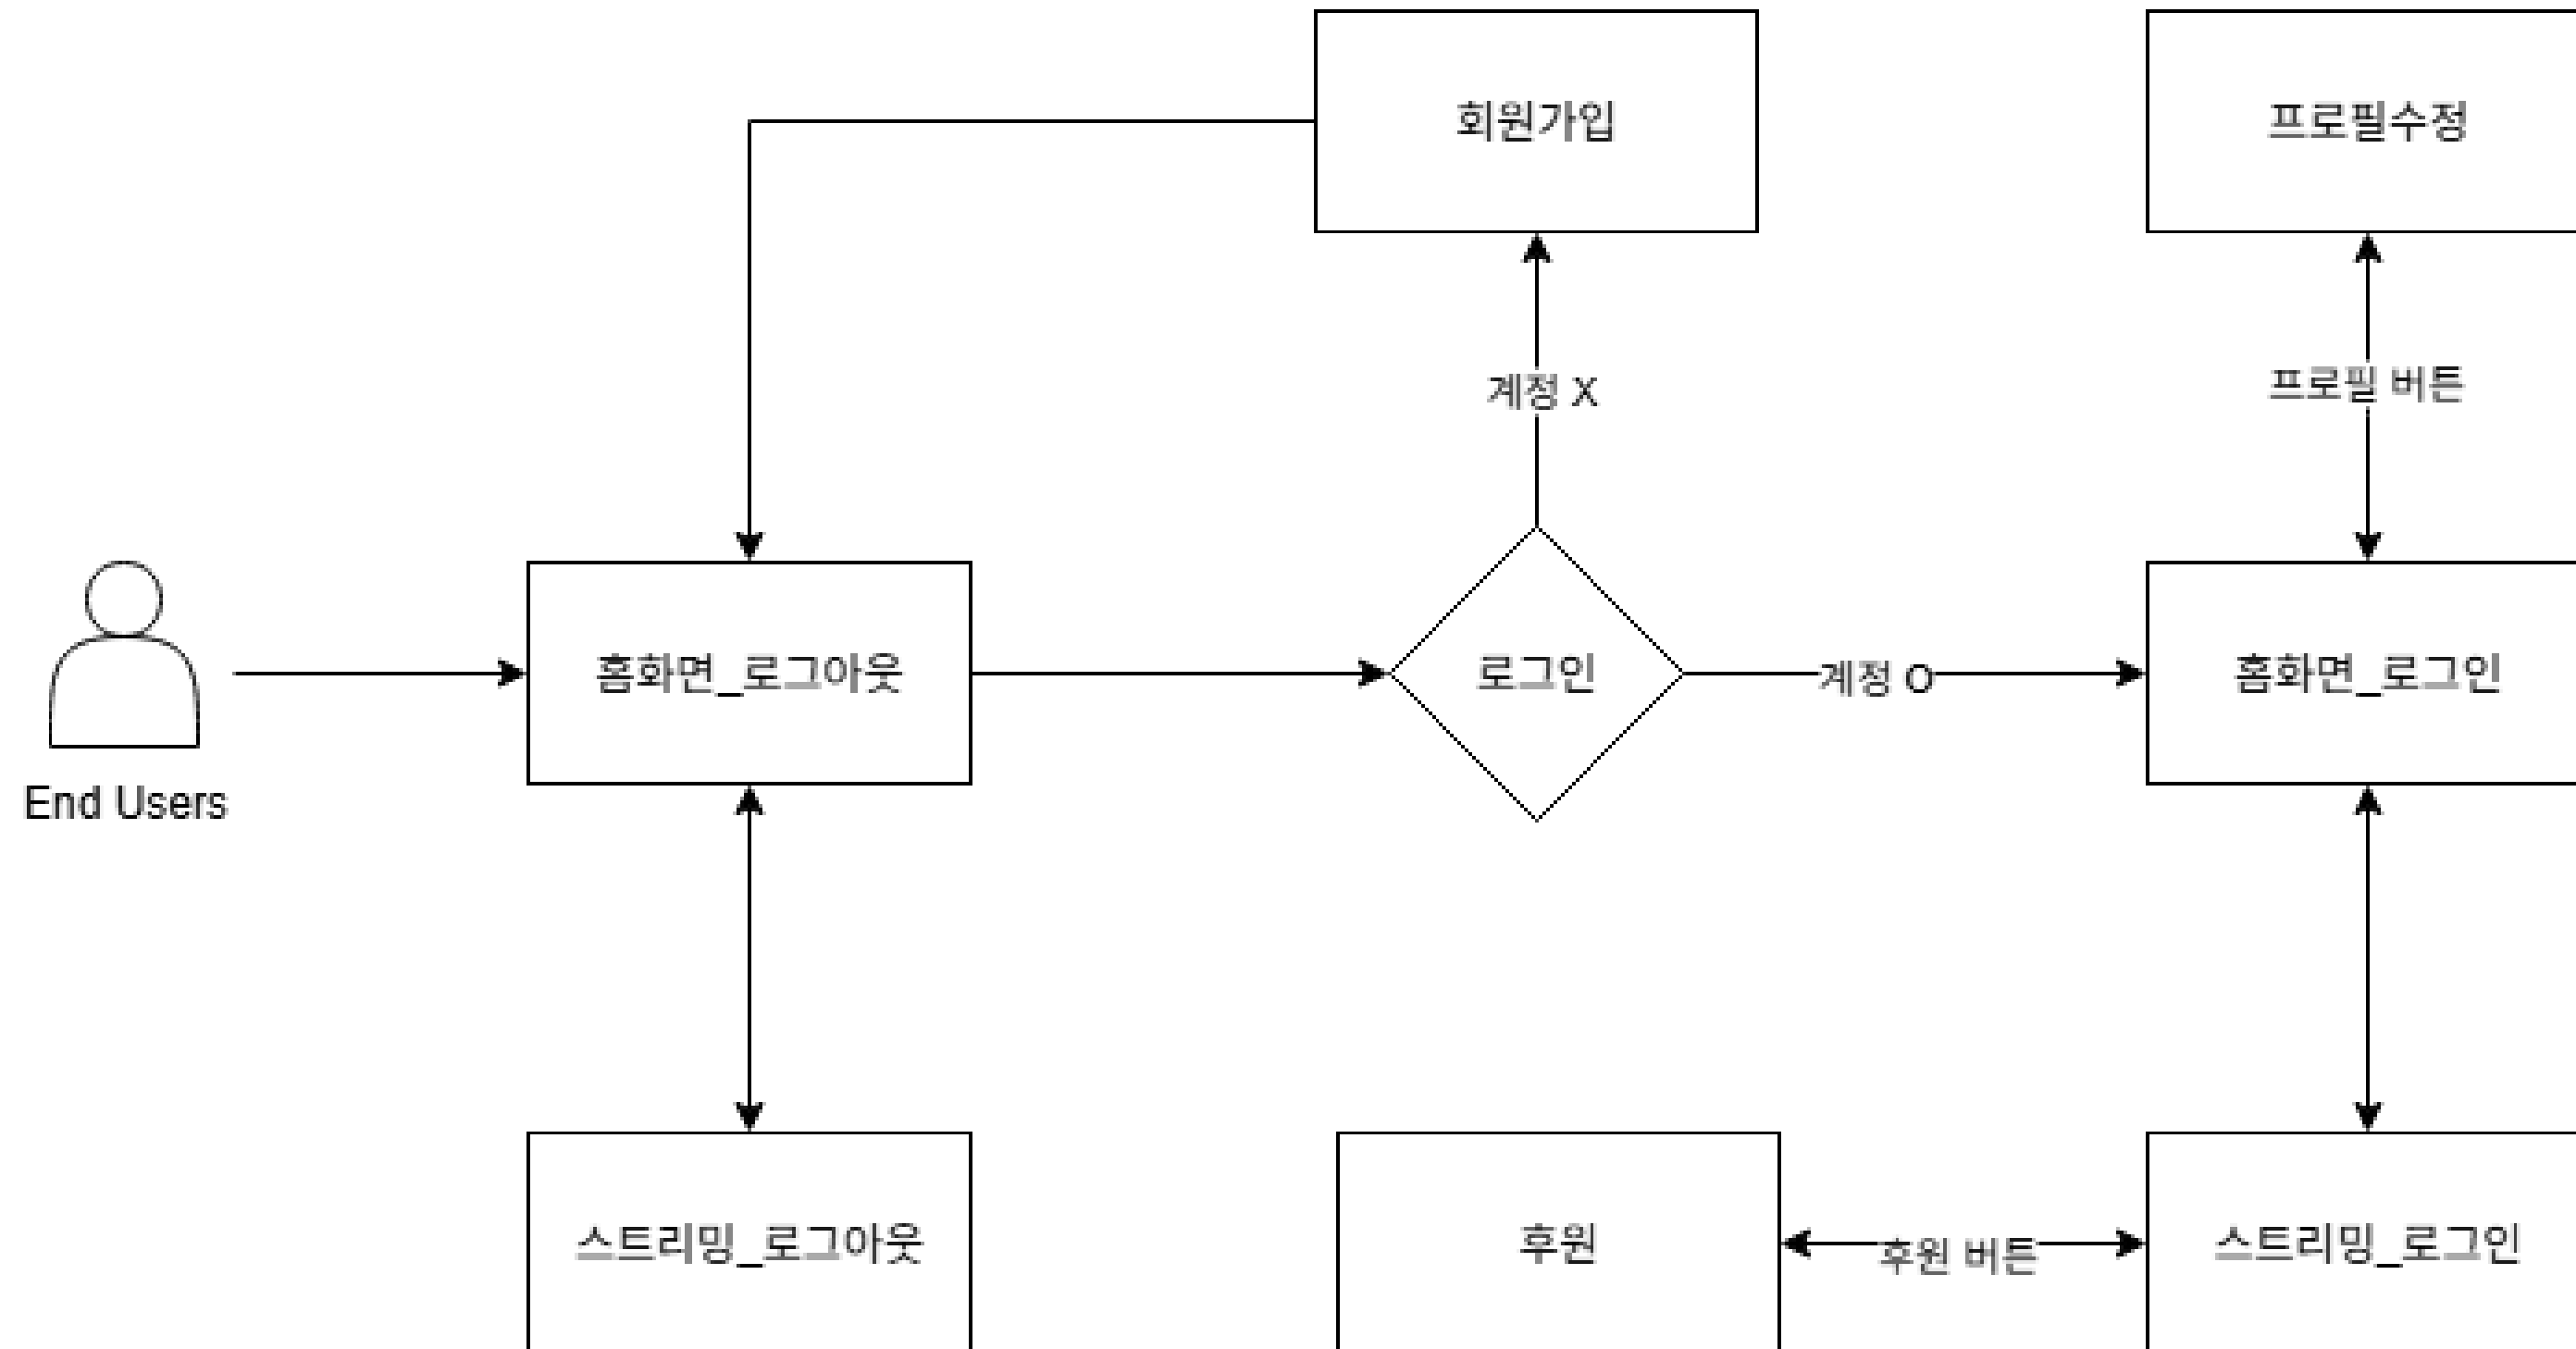 회원가입
프로필수정
계정 X
프로필 버튼
홈화면_로그아웃
로그인
계정 O
홈화면_로그인
End Users
스트리밍_로그아웃
후원
후원 버튼
스트리밍_로그인